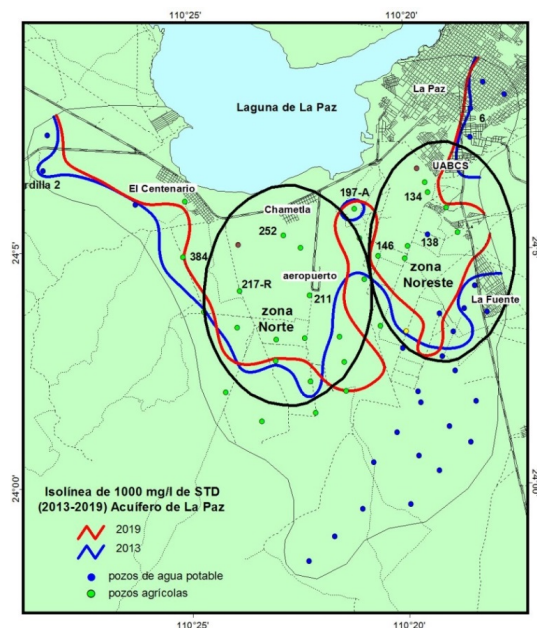 110°25'
110°20'
La Paz
Laguna de La Paz
6
UABCS
rdilla 2
El Centenario
197-A
134
Chametla
252
24°5'
384
146
138
aeropuerto
zona
Noreste
217-R
211
La Fuente
zona
Norte
24°00'
Isolínea de 1000 mg/l de STD
(2013-2019) Acuífero de La Paz
2019
2013
pozos de agua potable
pozos agrícolas
110°25'
110°20'